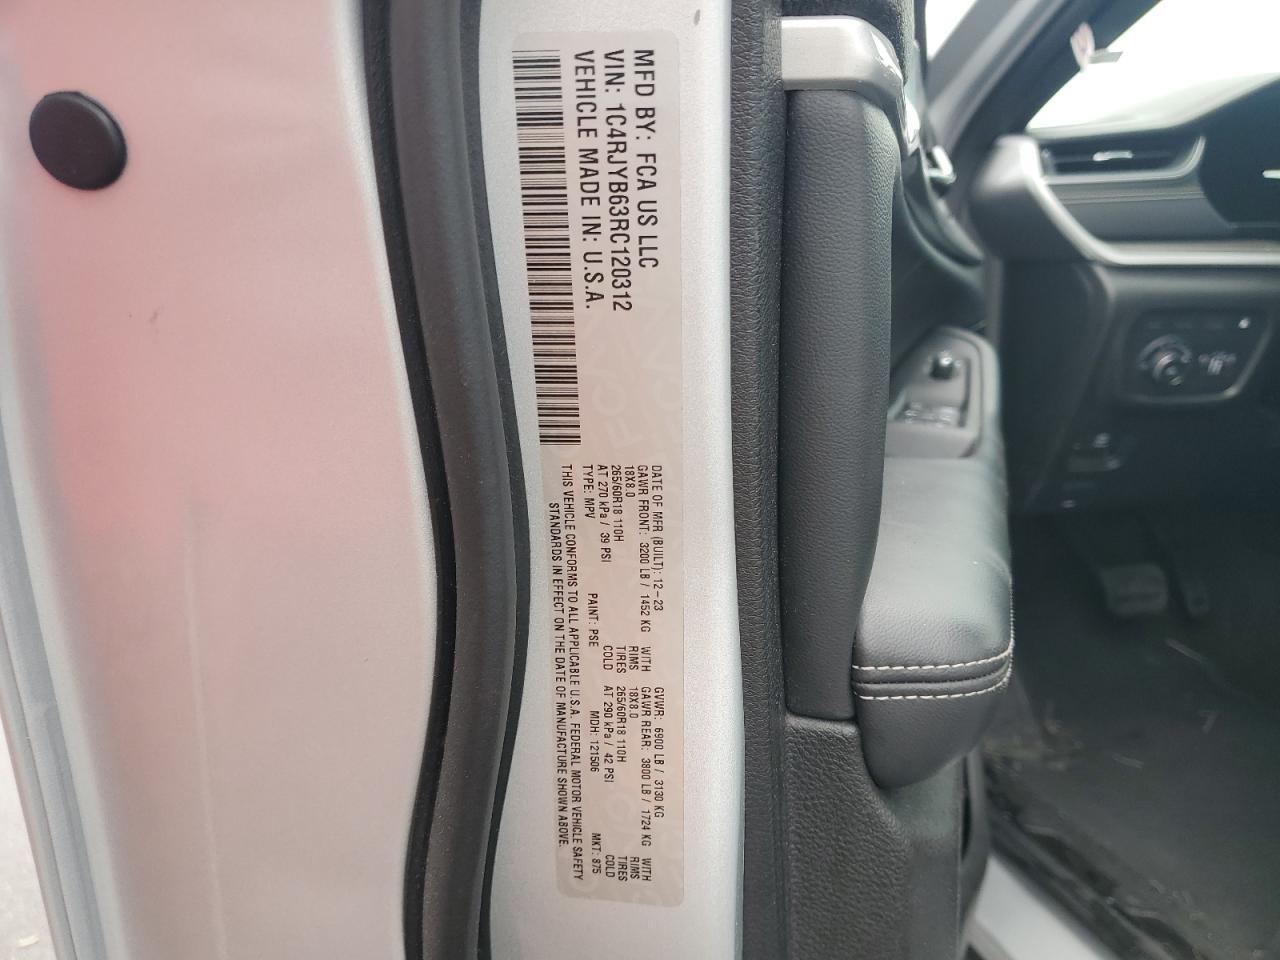 MFD BY: FCA US LLC
VIN: 1C4RJYB63RC120312
VEHICLE MADE IN: U.S.A.
DATE OF MFR (BUILT): 12-23 GVWR: 6900 LB / 3130 KG
GAWR FRONT: 3200 LB / 1452 KG WITH GAWR REAR: 3800 LB / 1724 KG WITH
18X8.0 RIMS 18X8.0 RIMS
265/60R18 110H TIRES 265/60R18 110H TIRES
AT 270 kPa / 39 PSI COLD AT 290 kPa / 42 PSI COLD
TYPE: MPV PAINT: PSE MDH: 121506 MKT: 875
THIS VEHICLE CONFORMS TO ALL APPLICABLE U.S.A. FEDERAL MOTOR VEHICLE SAFETY
STANDARDS IN EFFECT ON THE DATE OF MANUFACTURE SHOWN ABOVE.